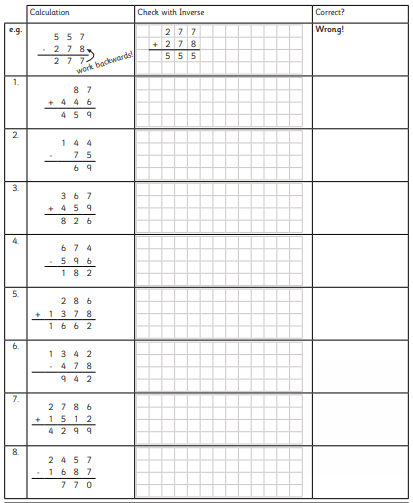 Calculation Check with Inverse Correct?
e.g. Wrong!
5 5 7
- 2 7 8
2 7 7
work backwards!
2 7 7
+ 2 7 8
5 5 5
1.
8 7
+ 4 4 6
4 5 9
2.
1 4 4
- 7 5
6 9
3.
3 6 7
+ 4 5 9
8 2 6
4.
6 7 4
- 5 9 6
1 8 2
5.
2 8 6
+ 1 3 7 8
1 6 6 2
6.
1 3 4 2
- 4 7 8
9 4 2
7.
2 7 8 6
+ 1 5 1 2
4 2 9 9
8.
2 4 5 7
- 1 6 8 7
7 7 0